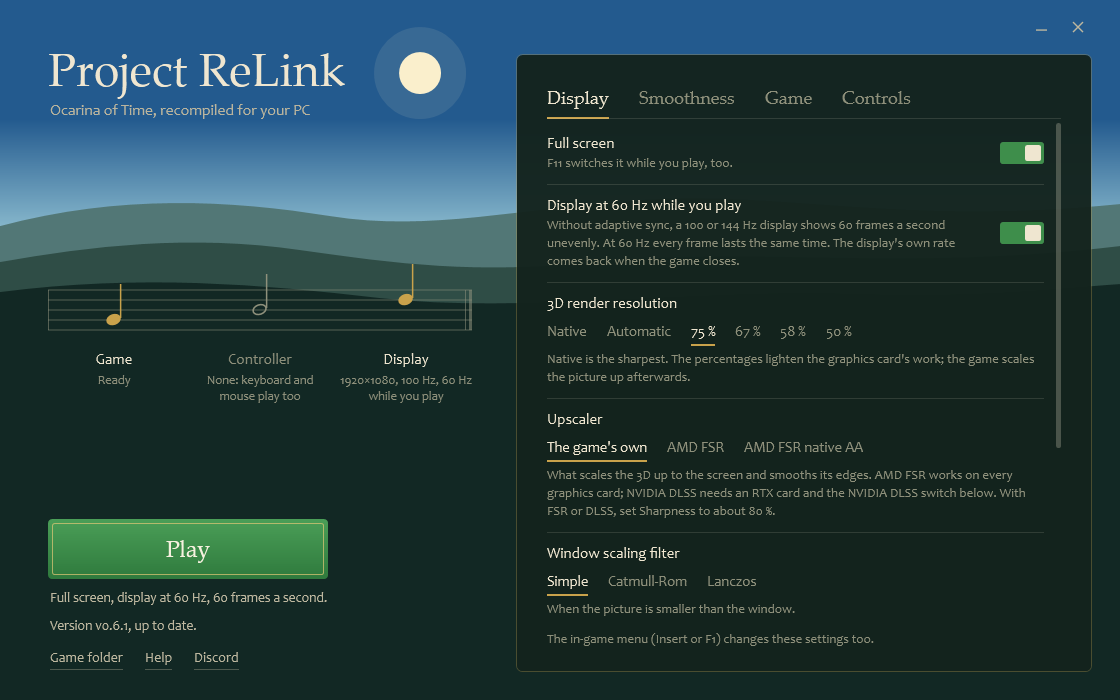 Project ReLink
Ocarina of Time, recompiled for your PC
Game
Ready
Controller
None: keyboard and
mouse play too
Display
1920×1080, 100 Hz, 60 Hz
while you play
Play
Full screen, display at 60 Hz, 60 frames a second.
Version v0.6.1, up to date.
Game folder Help Discord
Display Smoothness Game Controls
Full screen
F11 switches it while you play, too.
Display at 60 Hz while you play
Without adaptive sync, a 100 or 144 Hz display shows 60 frames a second
unevenly. At 60 Hz every frame lasts the same time. The display's own rate
comes back when the game closes.
3D render resolution
Native Automatic 75 % 67 % 58 % 50 %
Native is the sharpest. The percentages lighten the graphics card's work; the game scales
the picture up afterwards.
Upscaler
The game's own AMD FSR AMD FSR native AA
What scales the 3D up to the screen and smooths its edges. AMD FSR works on every
graphics card; NVIDIA DLSS needs an RTX card and the NVIDIA DLSS switch below. With
FSR or DLSS, set Sharpness to about 80 %.
Window scaling filter
Simple Catmull-Rom Lanczos
When the picture is smaller than the window.
The in-game menu (Insert or F1) changes these settings too.